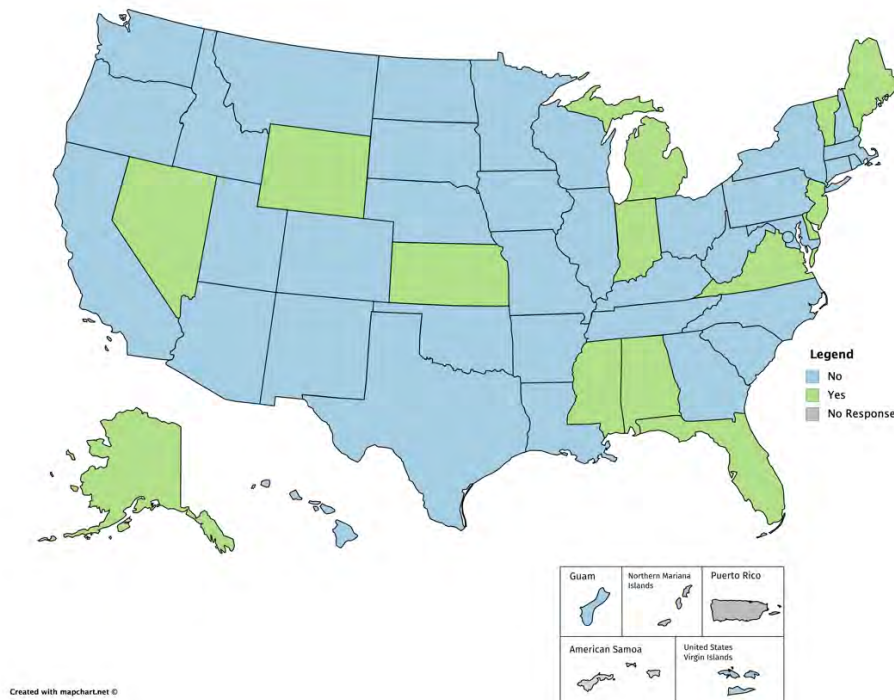 Legend
No
Yes
No Response
Guam
Northern Mariana
Islands
Puerto Rico
American Samoa
United States
Virgin Islands
Created with mapchart.net ©